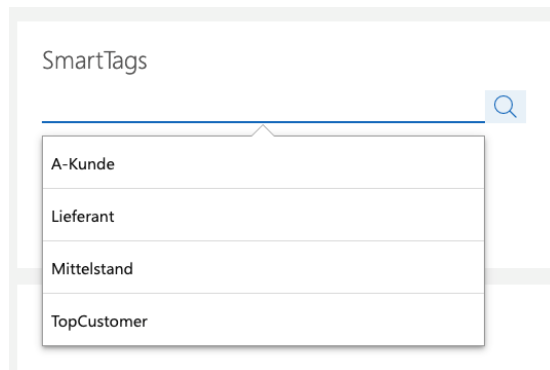 SmartTags
A-Kunde
Lieferant
Mittelstand
TopCustomer